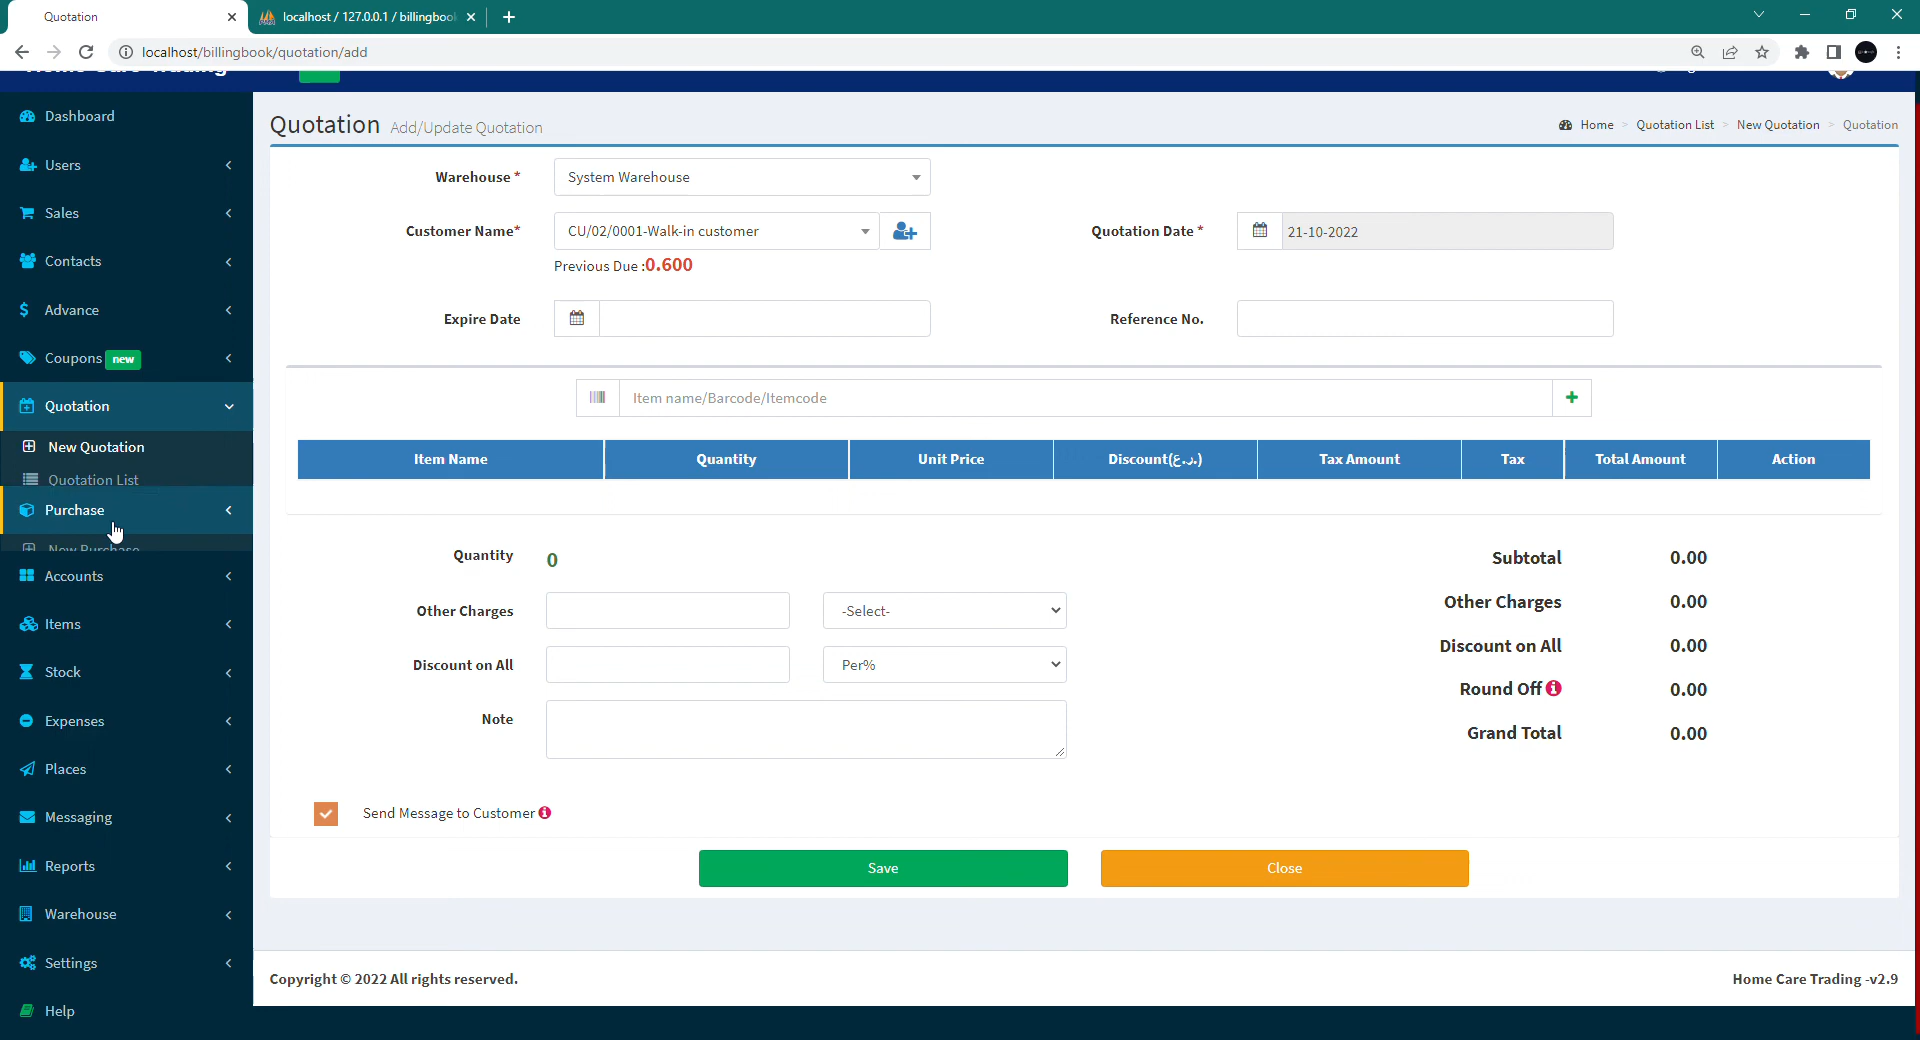 Quotation
localhost / 127.0.0.1 / billingbook
localhost/billingbook/quotation/add
Home Care Trading
Dashboard
Users
Sales
Contacts
Advance
Coupons new
Quotation
New Quotation
Quotation List
Purchase
New Purchase
Accounts
Items
Stock
Expenses
Places
Messaging
Reports
Warehouse
Settings
Help
Quotation Add/Update Quotation
Home > Quotation List > New Quotation > Quotation
Warehouse * System Warehouse
Customer Name* CU/02/0001-Walk-in customer
Quotation Date * 21-10-2022
Previous Due :0.600
Expire Date
Reference No.
Item name/Barcode/Itemcode
Item Name Quantity Unit Price Discount(ر.ع.) Tax Amount Tax Total Amount Action
Quantity 0
Other Charges -Select-
Discount on All Per%
Note
Subtotal 0.00
Other Charges 0.00
Discount on All 0.00
Round Off 0.00
Grand Total 0.00
Send Message to Customer
Save Close
Copyright © 2022 All rights reserved.
Home Care Trading -v2.9